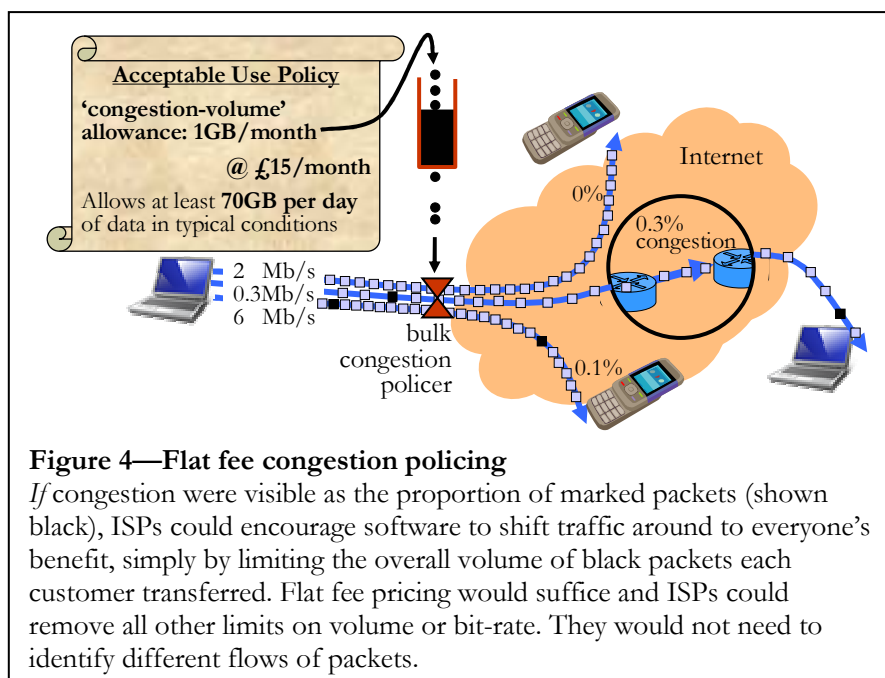 Acceptable Use Policy
‘congestion-volume’
allowance: 1GB/month
@ £15/month
Allows at least 70GB per day
of data in typical conditions
2 Mb/s
0.3Mb/s
6 Mb/s
bulk
congestion
policer
Internet
0%
0.3%
congestion
0.1%
Figure 4—Flat fee congestion policing
If congestion were visible as the proportion of marked packets (shown
black), ISPs could encourage software to shift traffic around to everyone’s
benefit, simply by limiting the overall volume of black packets each
customer transferred. Flat fee pricing would suffice and ISPs could
remove all other limits on volume or bit-rate. They would not need to
identify different flows of packets.